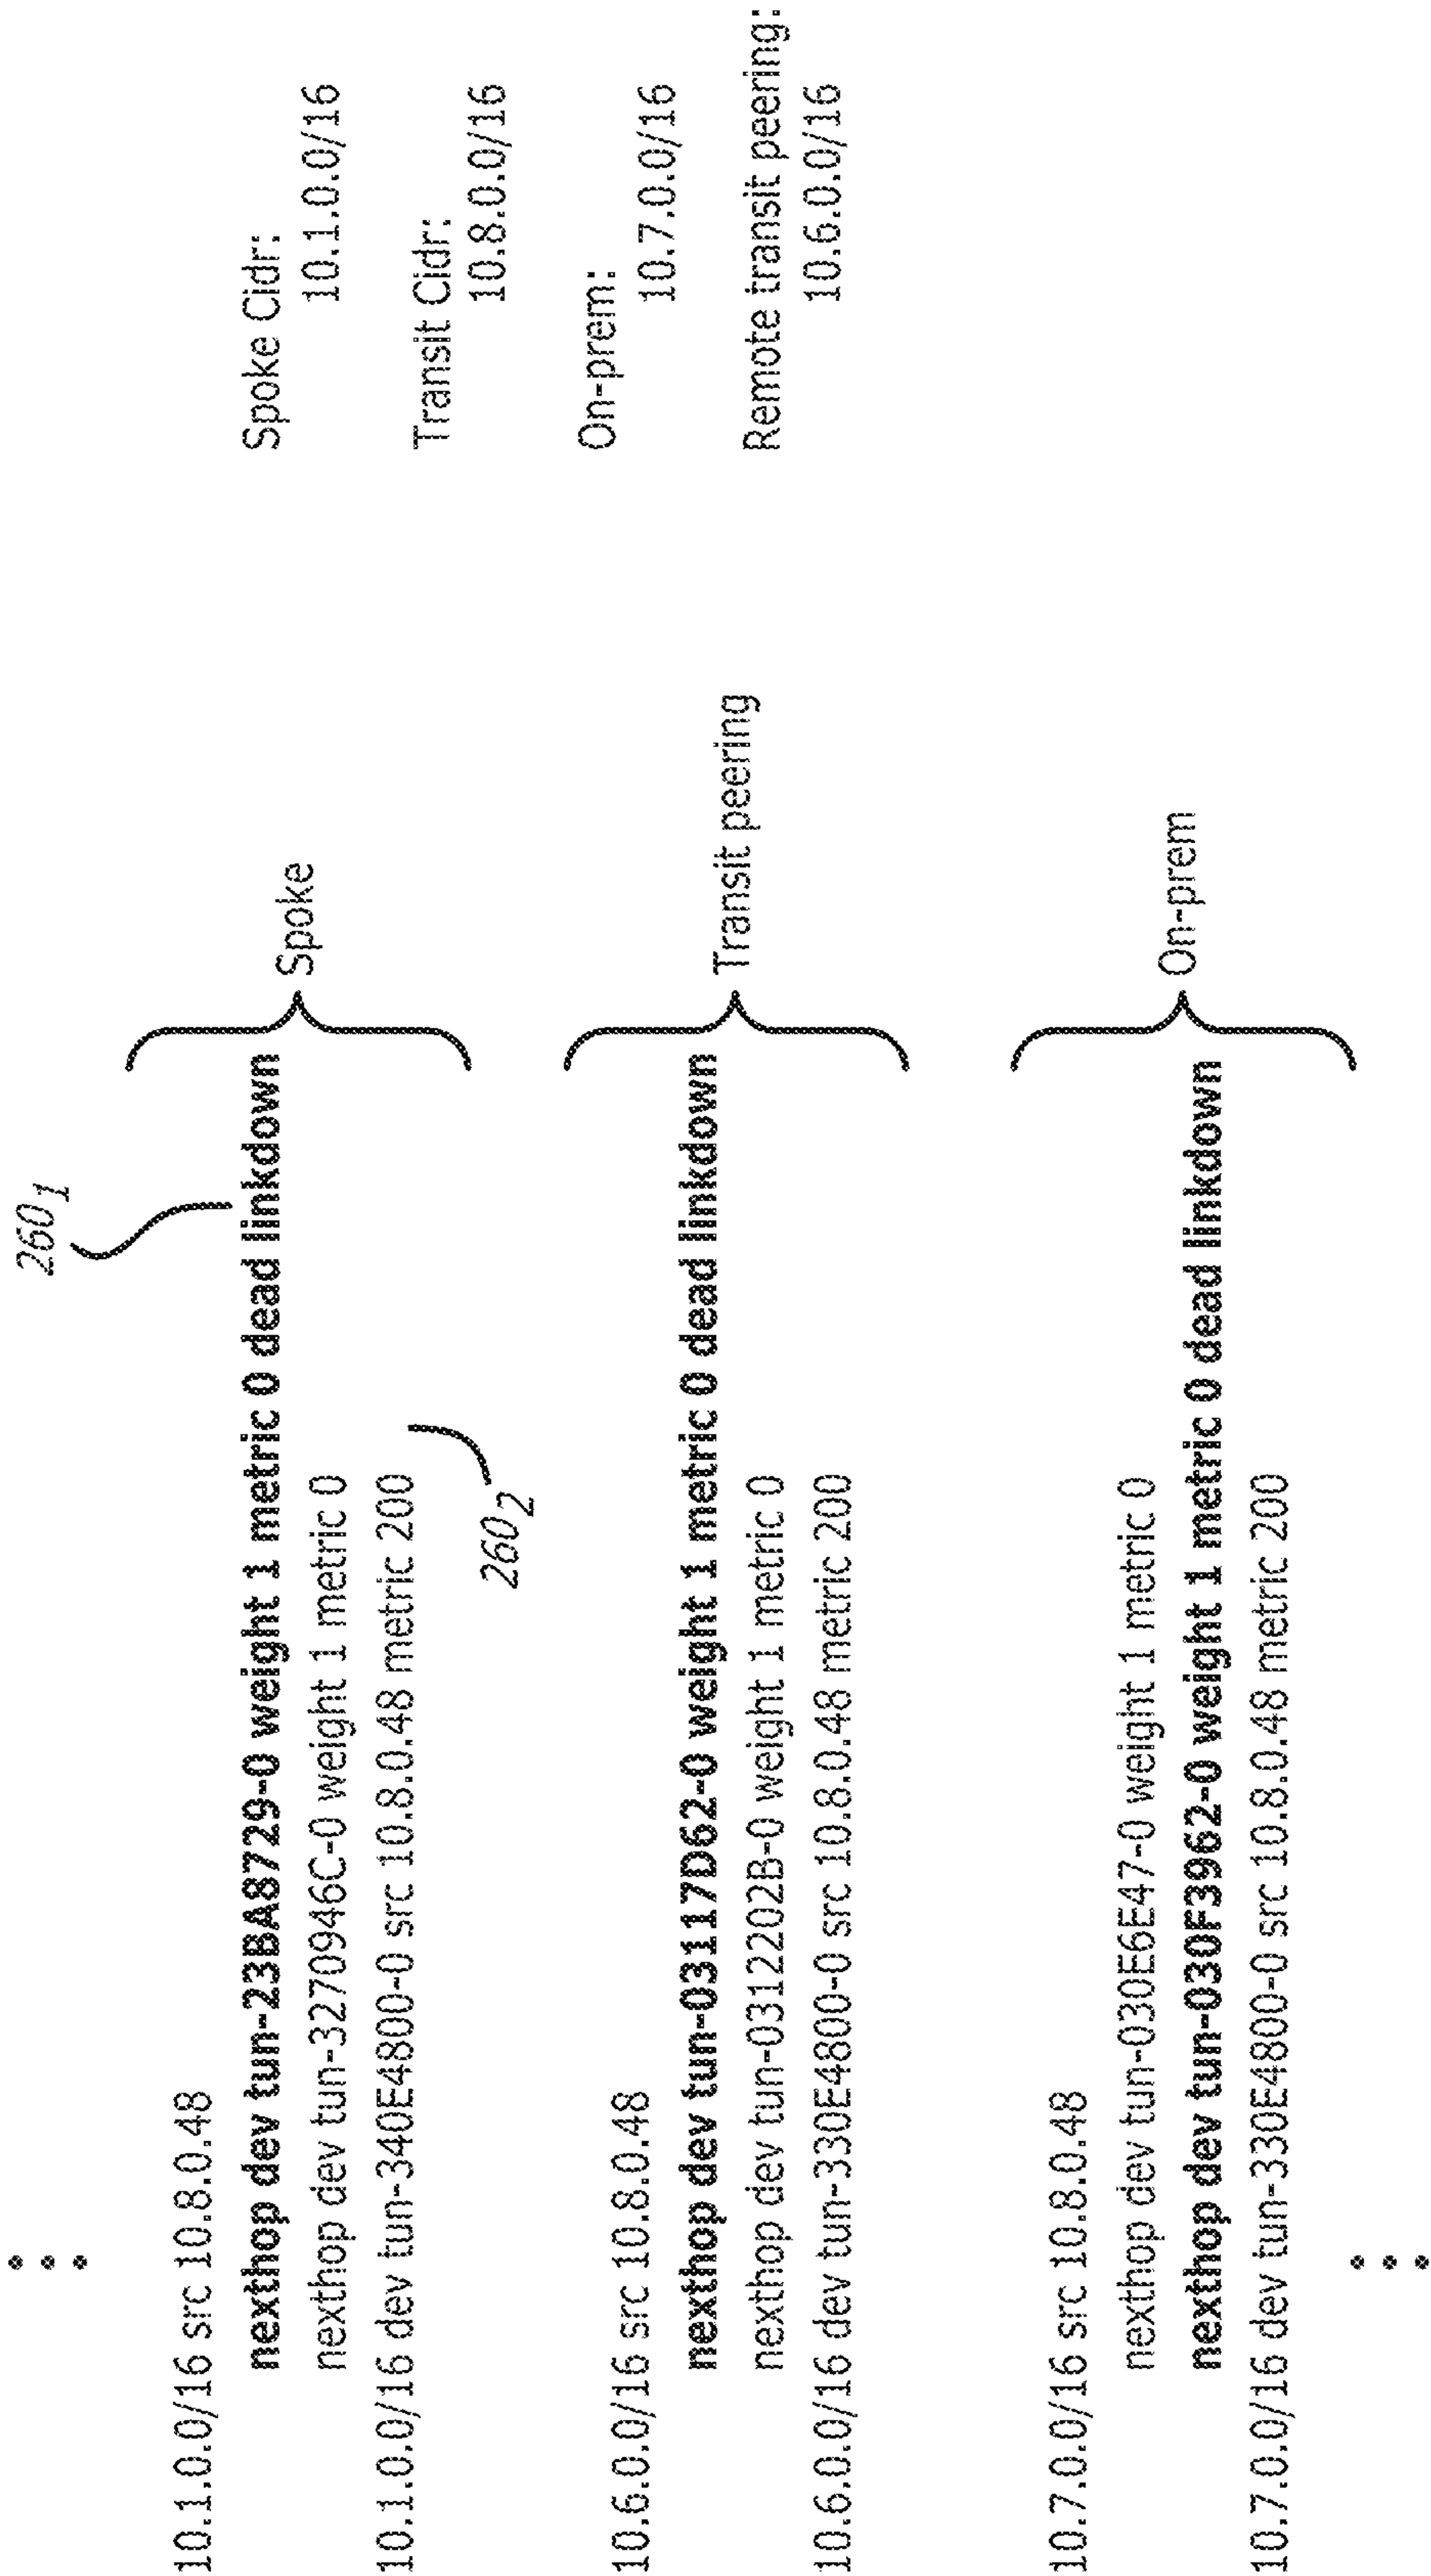 260₁
10.1.0.0/16 src 10.8.0.48
nexthop dev tun-23BA8729-0 weight 1 metric 0 dead linkdown
nexthop dev tun-3270946C-0 weight 1 metric 0
10.1.0.0/16 dev tun-340E4800-0 src 10.8.0.48 metric 200
Spoke
260₂
10.6.0.0/16 src 10.8.0.48
nexthop dev tun-03117D62-0 weight 1 metric 0 dead linkdown
nexthop dev tun-0312202B-0 weight 1 metric 0
10.6.0.0/16 dev tun-330E4800-0 src 10.8.0.48 metric 200
Transit peering
10.7.0.0/16 src 10.8.0.48
nexthop dev tun-030E6E47-0 weight 1 metric 0
nexthop dev tun-030F3962-0 weight 1 metric 0 dead linkdown
10.7.0.0/16 dev tun-330E4800-0 src 10.8.0.48 metric 200
On-prem
Spoke Cidr:
10.1.0.0/16
Transit Cidr:
10.8.0.0/16
On-prem:
10.7.0.0/16
Remote transit peering:
10.6.0.0/16